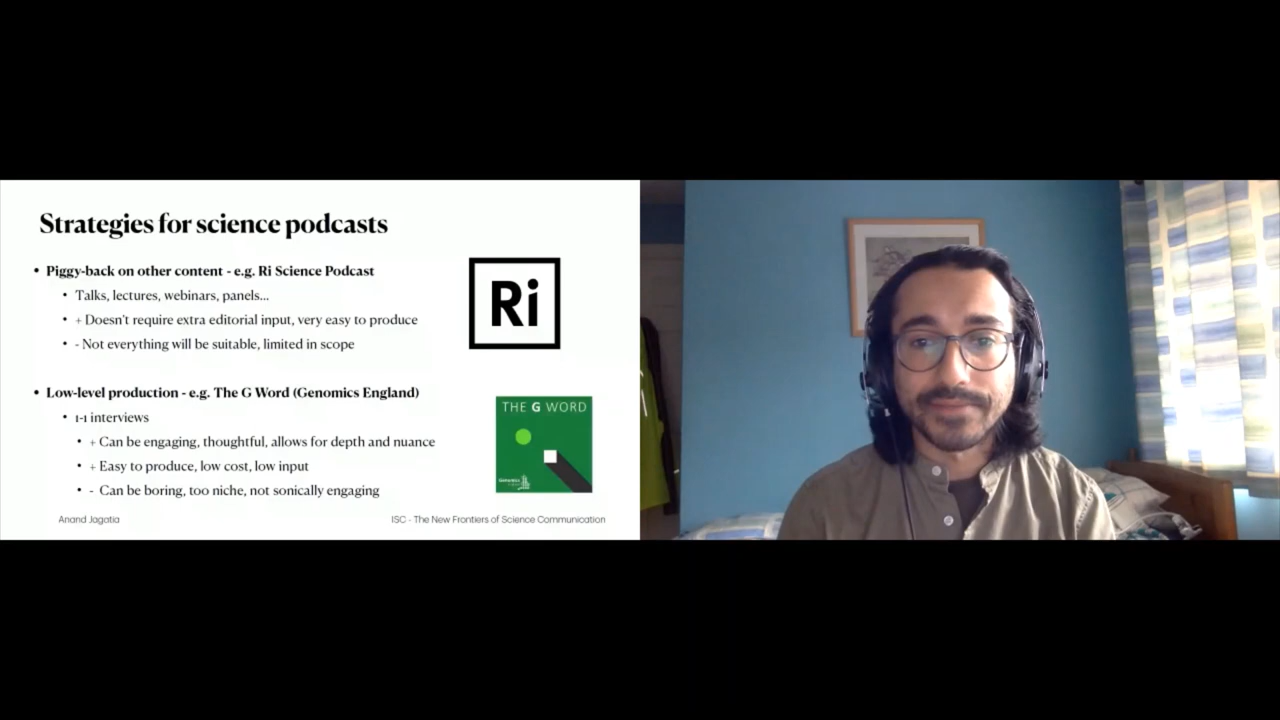 Strategies for science podcasts
• Piggy-back on other content - e.g. Ri Science Podcast
• Talks, lectures, webinars, panels...
• + Doesn't require extra editorial input, very easy to produce
• - Not everything will be suitable, limited in scope
Ri
• Low-level production - e.g. The G Word (Genomics England)
• 1-1 interviews
• + Can be engaging, thoughtful, allows for depth and nuance
• + Easy to produce, low cost, low input
• - Can be boring, too niche, not sonically engaging
THE G WORD
Genomics
Anand Jagatia
ISC - The New Frontiers of Science Communication